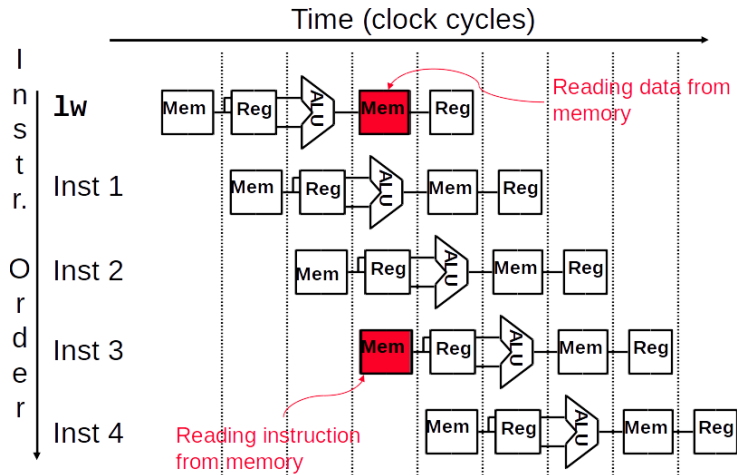 Time (clock cycles)
Instr. Order
lw
Mem Reg ALU Mem Reg
Reading data from
memory
Inst 1
Mem Reg ALU Mem Reg
Inst 2
Mem Reg ALU Mem Reg
Inst 3
Mem Reg ALU Mem Reg
Inst 4
Mem Reg ALU Mem Reg
Reading instruction
from memory